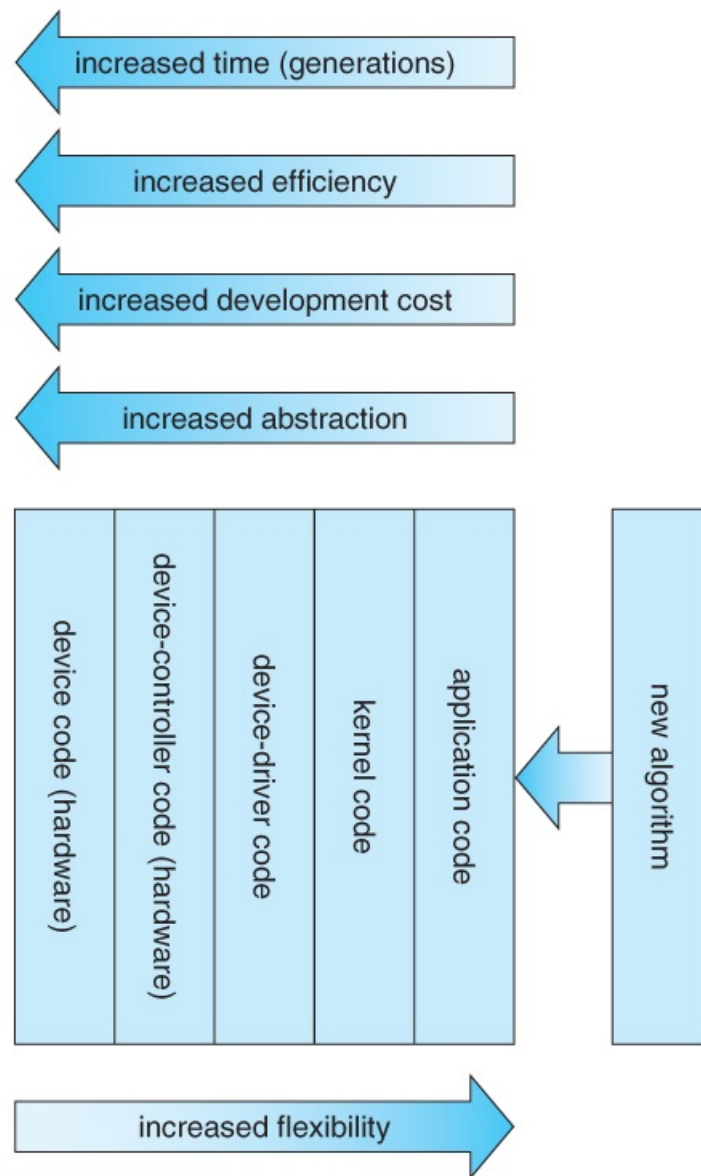 increased time (generations)
increased efficiency
increased development cost
increased abstraction
device code (hardware)
device-controller code (hardware)
device-driver code
kernel code
application code
new algorithm
increased flexibility